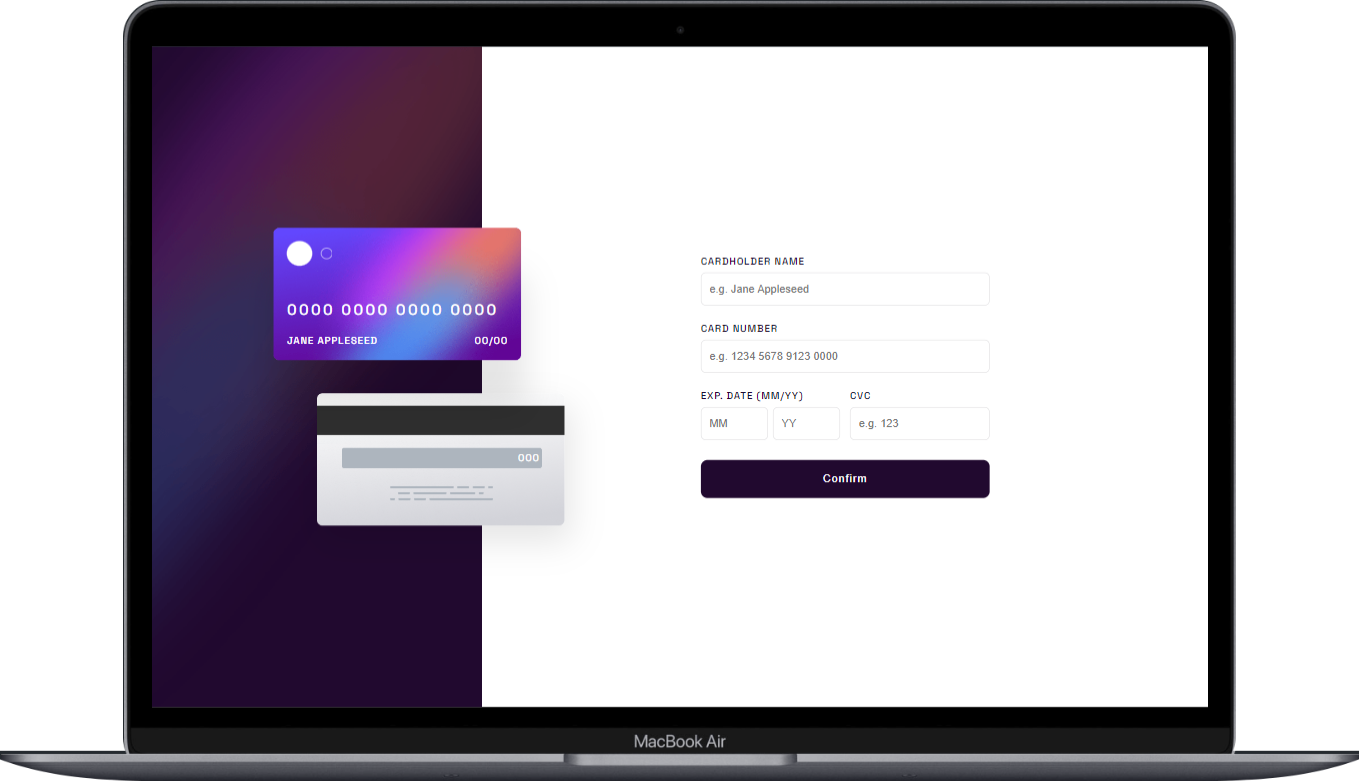 0000 0000 0000 0000
JANE APPLESEED 00/00
000
CARDHOLDER NAME
e.g. Jane Appleseed
CARD NUMBER
e.g. 1234 5678 9123 0000
EXP. DATE (MM/YY) CVC
MM YY e.g. 123
Confirm
MacBook Air